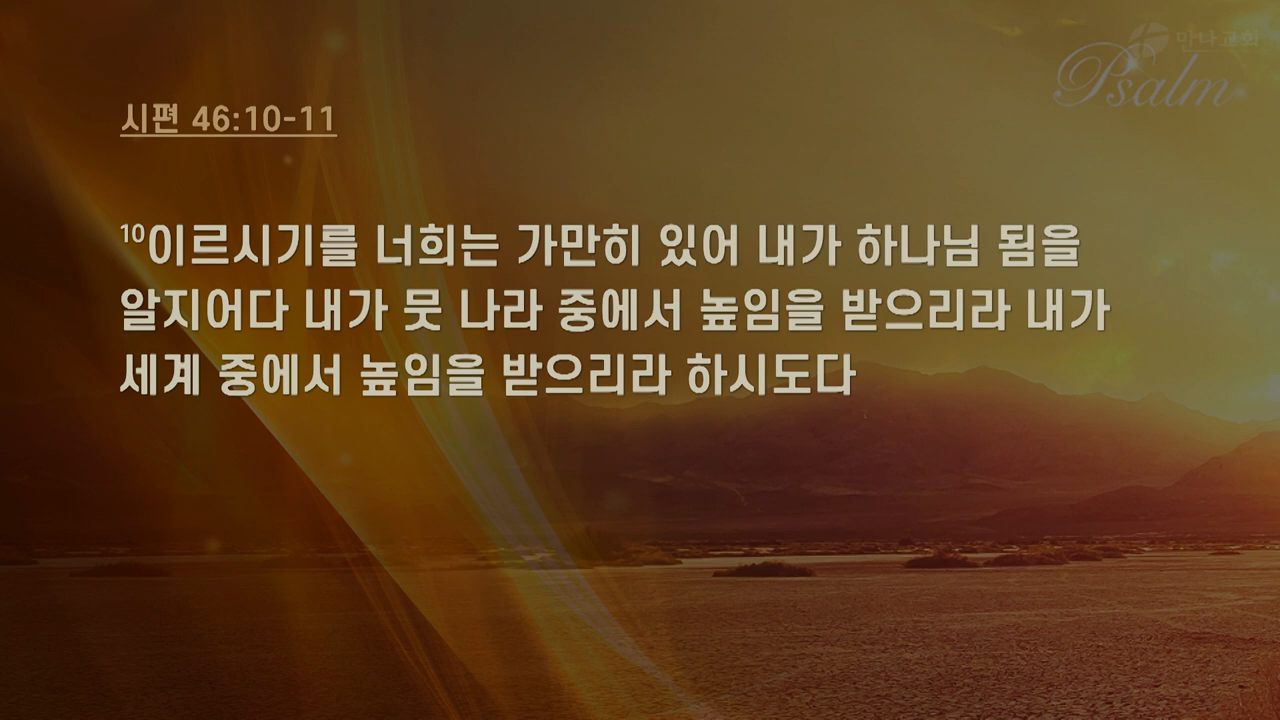 만나교회
Psalm
시편 46:10-11
10이르시기를 너희는 가만히 있어 내가 하나님 됨을
알지어다 내가 뭇 나라 중에서 높임을 받으리라 내가
세계 중에서 높임을 받으리라 하시도다